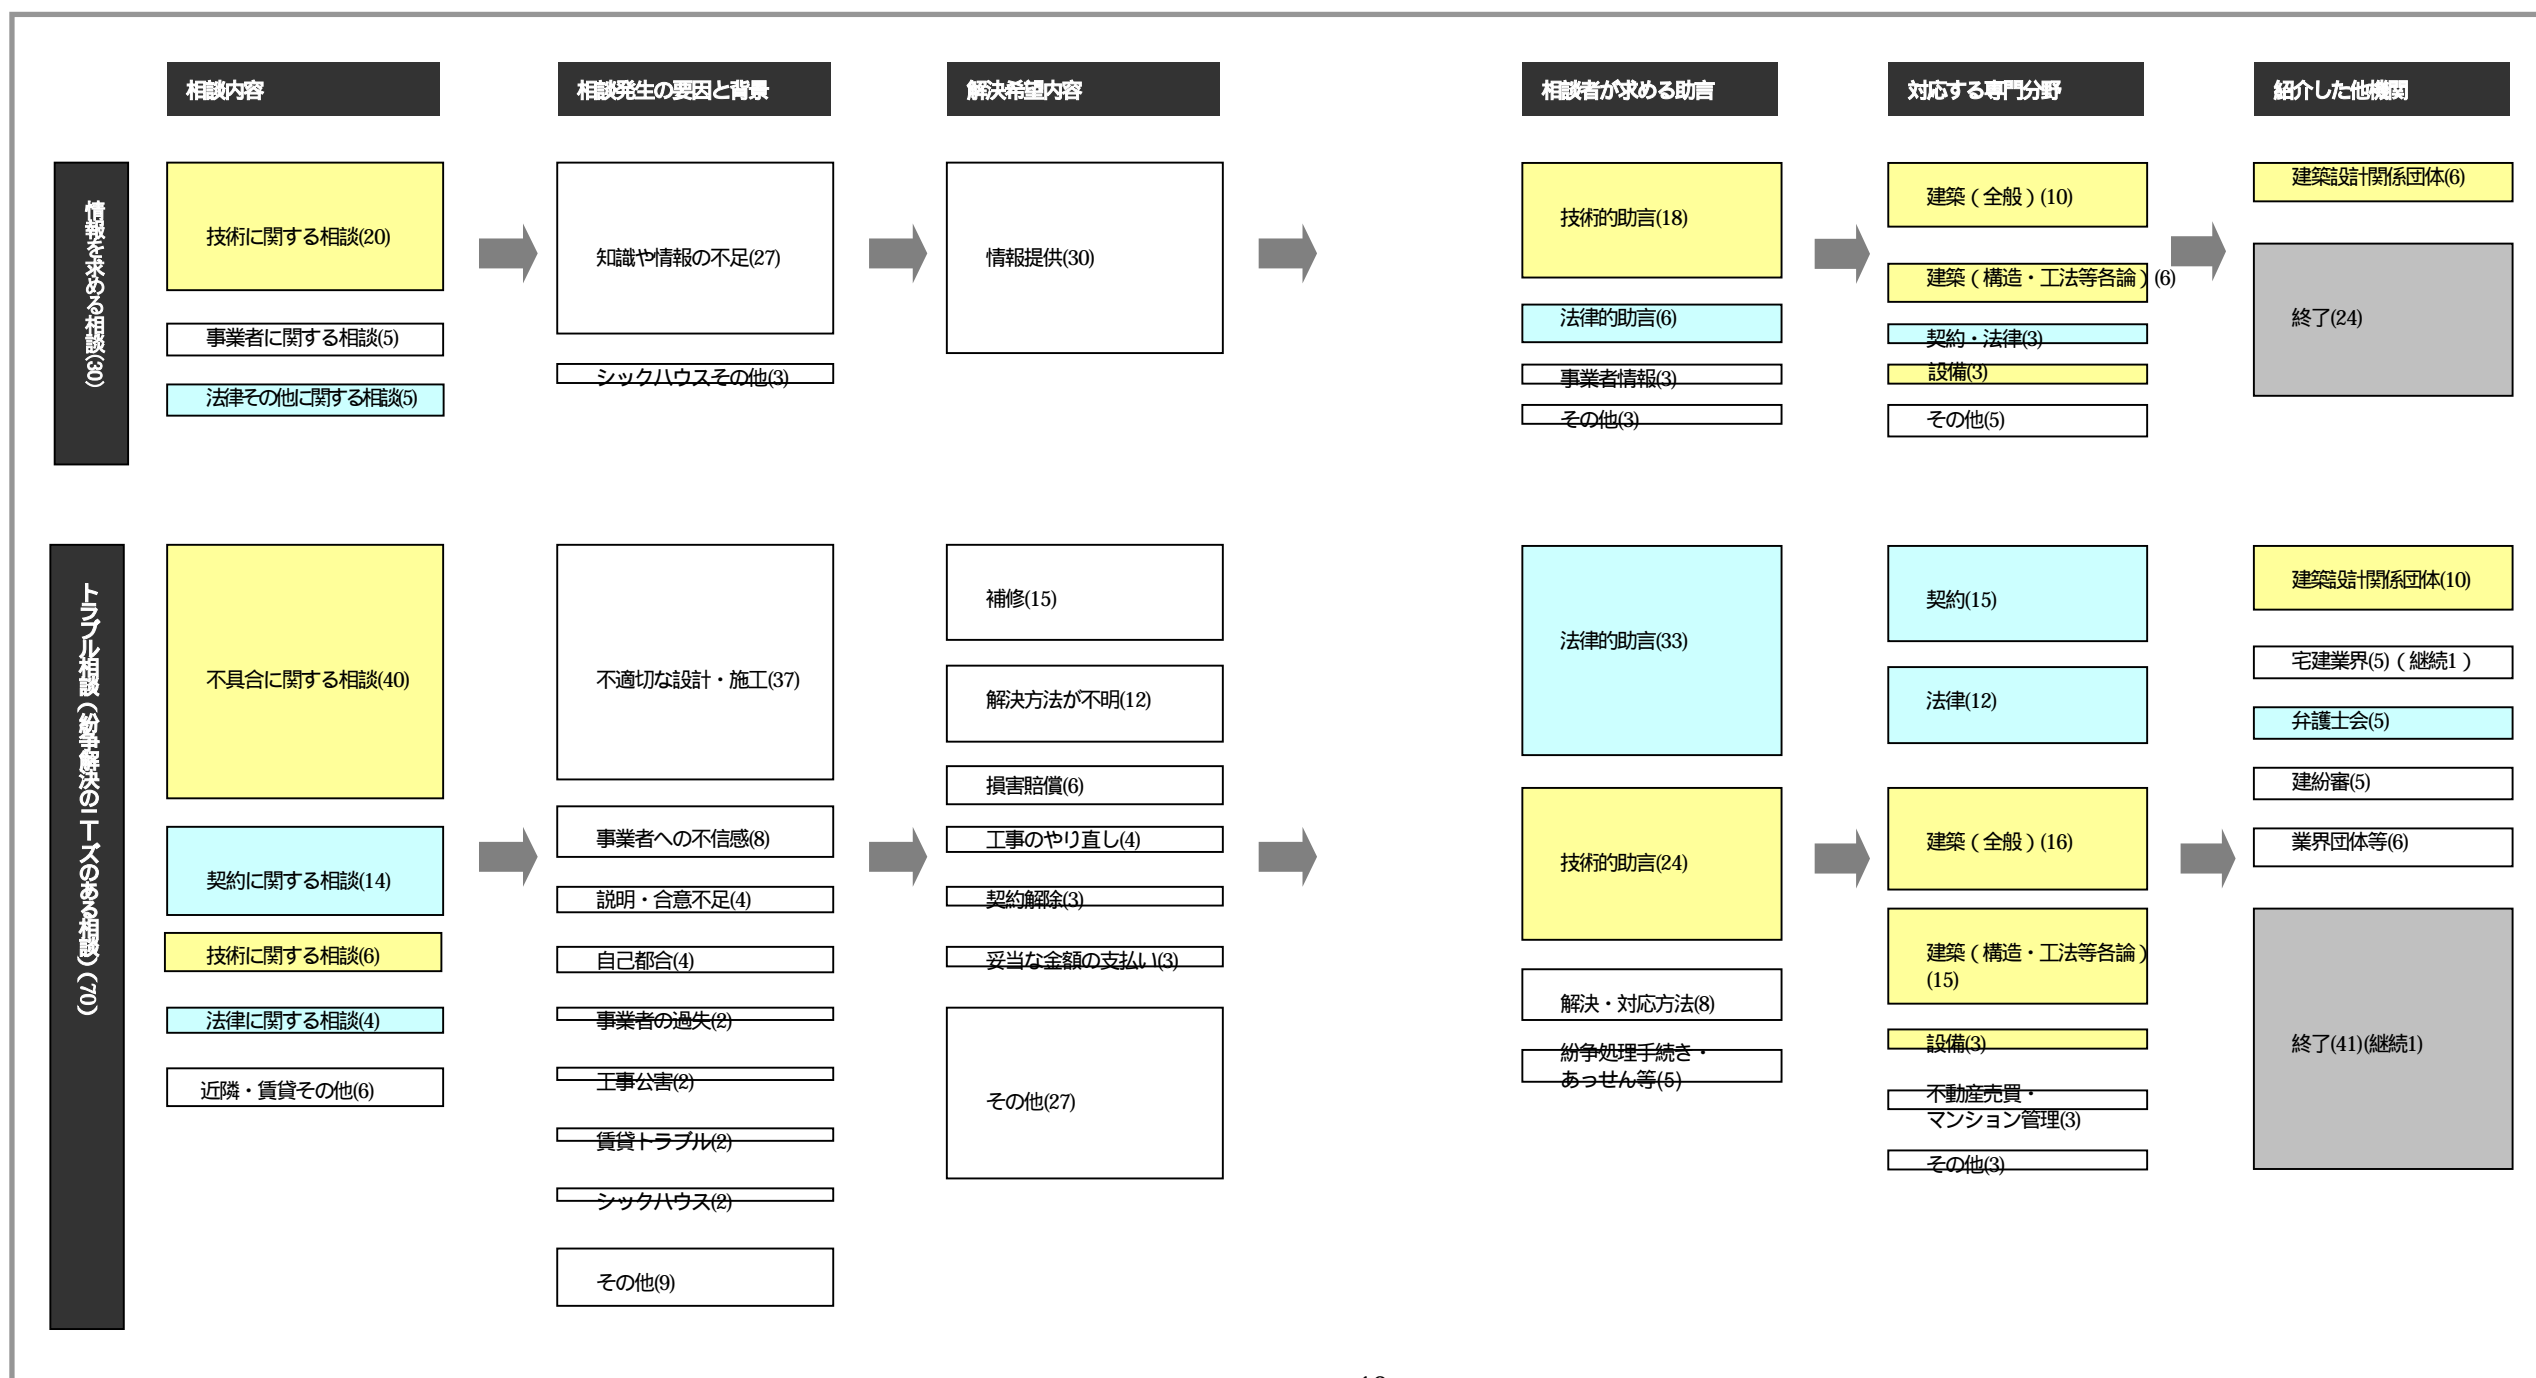 相談内容
相談発生の要因と背景
解決希望内容
相談者が求める助言
対応する専門分野
紹介した他機関
情報を求める相談(30)
技術に関する相談(20)
事業者に関する相談(5)
法律その他に関する相談(5)
知識や情報の不足(27)
シックハウスその他(3)
情報提供(30)
技術的助言(18)
法律的助言(6)
事業者情報(3)
その他(3)
建築（全般）(10)
建築（構造・工法等各論）(6)
契約・法律(3)
設備(3)
その他(5)
建築設計関係団体(6)
終了(24)
トラブル相談（紛争解決のニーズのある相談）(70)
不具合に関する相談(40)
契約に関する相談(14)
技術に関する相談(6)
法律に関する相談(4)
近隣・賃貸その他(6)
不適切な設計・施工(37)
事業者への不信感(8)
説明・合意不足(4)
自己都合(4)
事業者の過失(2)
工事公害(2)
賃貸トラブル(2)
シックハウス(2)
その他(9)
補修(15)
解決方法が不明(12)
損害賠償(6)
工事のやり直し(4)
契約解除(3)
妥当な金額の支払い(3)
その他(27)
法律的助言(33)
技術的助言(24)
解決・対応方法(8)
紛争処理手続き・
あっせん等(5)
契約(15)
法律(12)
建築（全般）(16)
建築（構造・工法等各論）
(15)
設備(3)
不動産売買・
マンション管理(3)
その他(3)
建築設計関係団体(10)
宅建業界(5)（継続1）
弁護士会(5)
建紛審(5)
業界団体等(6)
終了(41)(継続1)